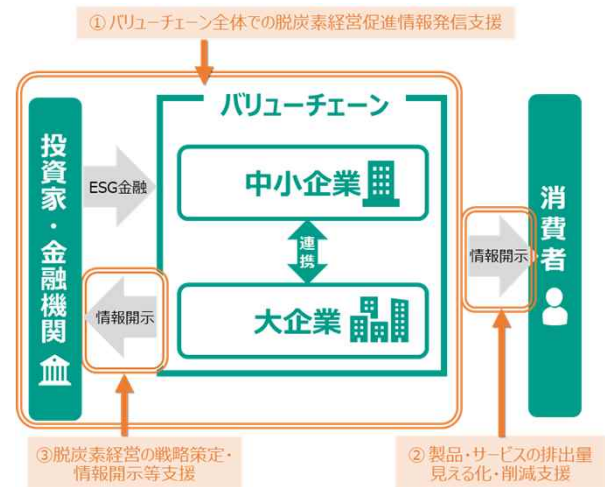 ① バリューチェーン全体での脱炭素経営促進情報発信支援
バリューチェーン
投資家・金融機関
ESG金融
中小企業
連携
大企業
情報開示
情報開示
消費者
③脱炭素経営の戦略策定・
情報開示等支援
② 製品・サービスの排出量
見える化・削減支援